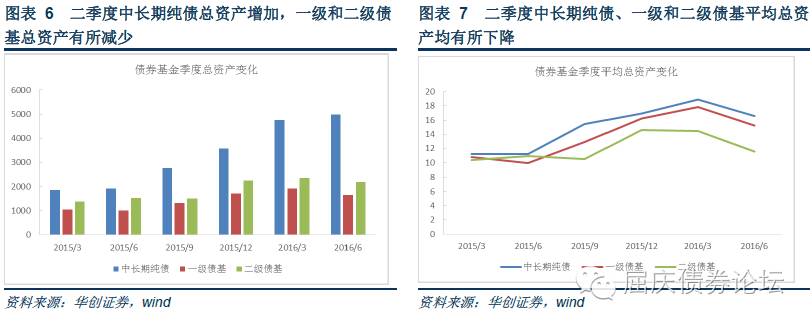 图表 6 二季度中长期纯债总资产增加，一级和二级债
基总资产有所减少
债券基金季度总资产变化
6000
5000
4000
3000
2000
1000
0
2015/3 2015/6 2015/9 2015/12 2016/3 2016/6
中长期纯债 一级债基 二级债基
资料来源：华创证券，wind
图表 7 二季度中长期纯债、一级和二级债基平均总资
产均有所下降
债券基金季度平均总资产变化
20
18
16
14
12
10
8
6
4
2
0
2015/3 2015/6 2015/9 2015/12 2016/3 2016/6
中长期纯债 一级债基 二级债基
资料来源：华创证券，wind
屈庆债券论坛